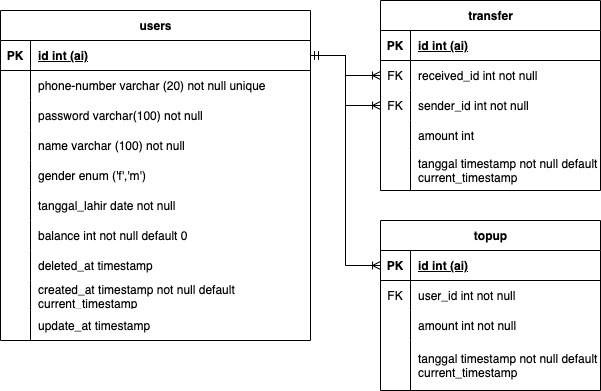 users
PK id int (ai)
phone-number varchar (20) not null unique
password varchar(100) not null
name varchar (100) not null
gender enum ('f','m')
tanggal_lahir date not null
balance int not null default 0
deleted_at timestamp
created_at timestamp not null default
current_timestamp
update_at timestamp
transfer
PK id int (ai)
FK received_id int not null
FK sender_id int not null
amount int
tanggal timestamp not null default
current_timestamp
topup
PK id int (ai)
FK user_id int not null
amount int not null
tanggal timestamp not null default
current_timestamp